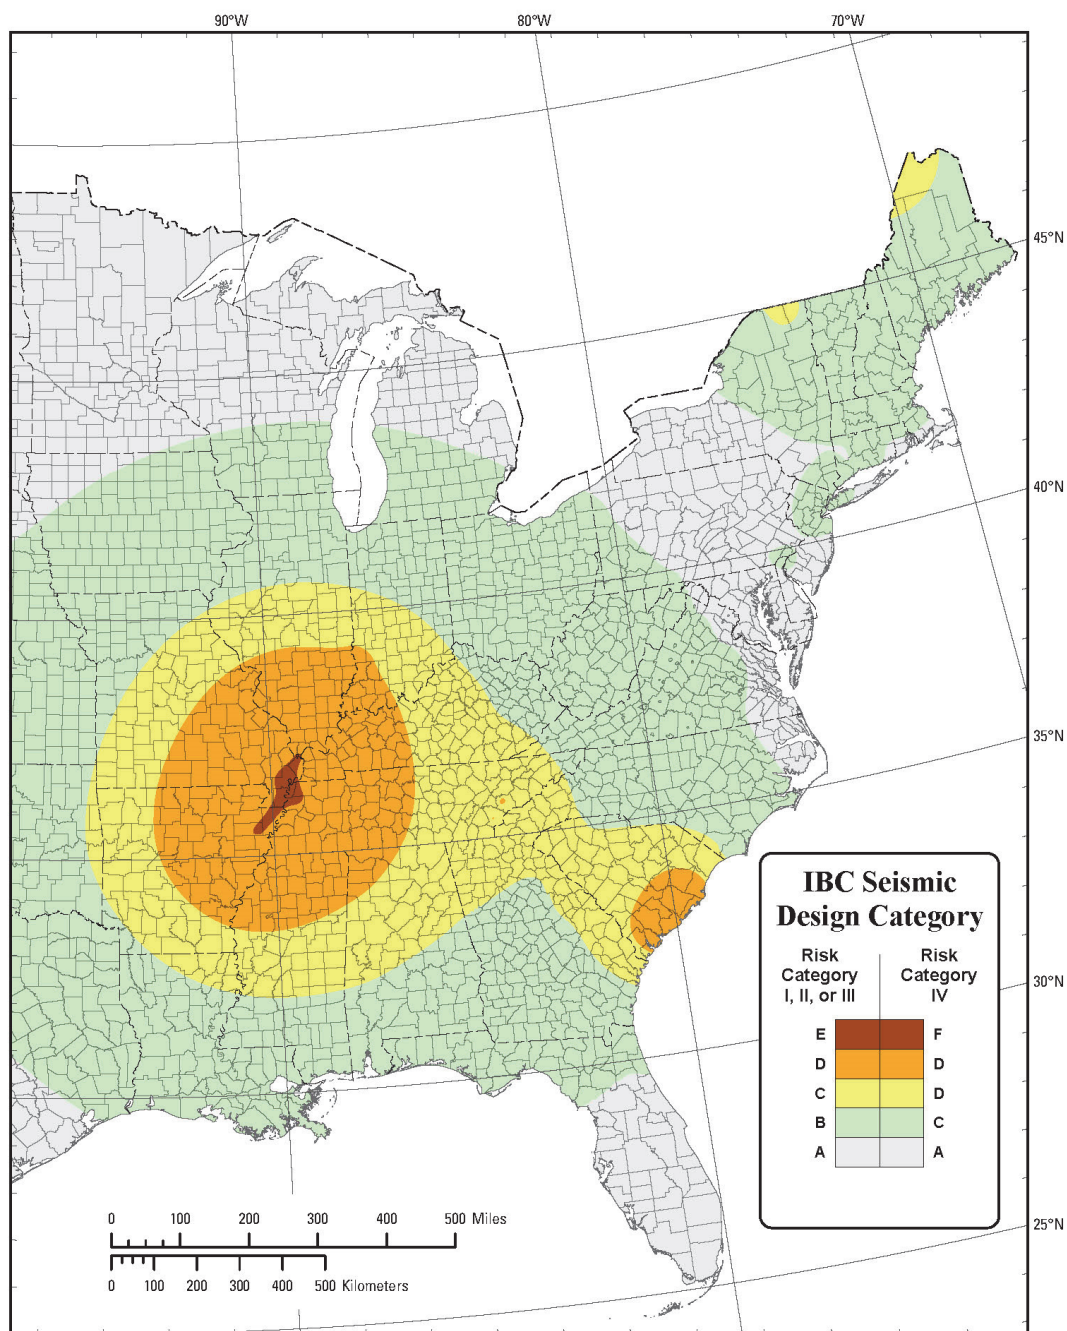 90°W 80°W 70°W
45°N
40°N
35°N
30°N
25°N
IBC Seismic
Design Category
Risk
Category
I, II, or III
Risk
Category
IV
E F
D D
C D
B C
A A
0 100 200 300 400 500 Miles
0 100 200 300 400 500 Kilometers